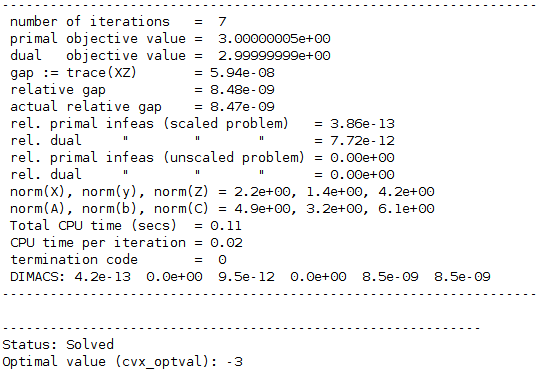 -------------------------------------------------------------------
number of iterations   =  7
primal objective value =  3.00000005e+00
dual   objective value =  2.99999999e+00
gap := trace(XZ)       = 5.94e-08
relative gap           = 8.48e-09
actual relative gap    = 8.47e-09
rel. primal infeas (scaled problem)   = 3.86e-13
rel. dual     "        "       "      = 7.72e-12
rel. primal infeas (unscaled problem) = 0.00e+00
rel. dual     "        "       "      = 0.00e+00
norm(X), norm(y), norm(Z) = 2.2e+00, 1.4e+00, 4.2e+00
norm(A), norm(b), norm(C) = 4.9e+00, 3.2e+00, 6.1e+00
Total CPU time (secs)  = 0.11
CPU time per iteration = 0.02
termination code       =  0
DIMACS: 4.2e-13  0.0e+00  9.5e-12  0.0e+00  8.5e-09  8.5e-09
-------------------------------------------------------------------
------------------------------------------------------------
Status: Solved
Optimal value (cvx_optval): -3